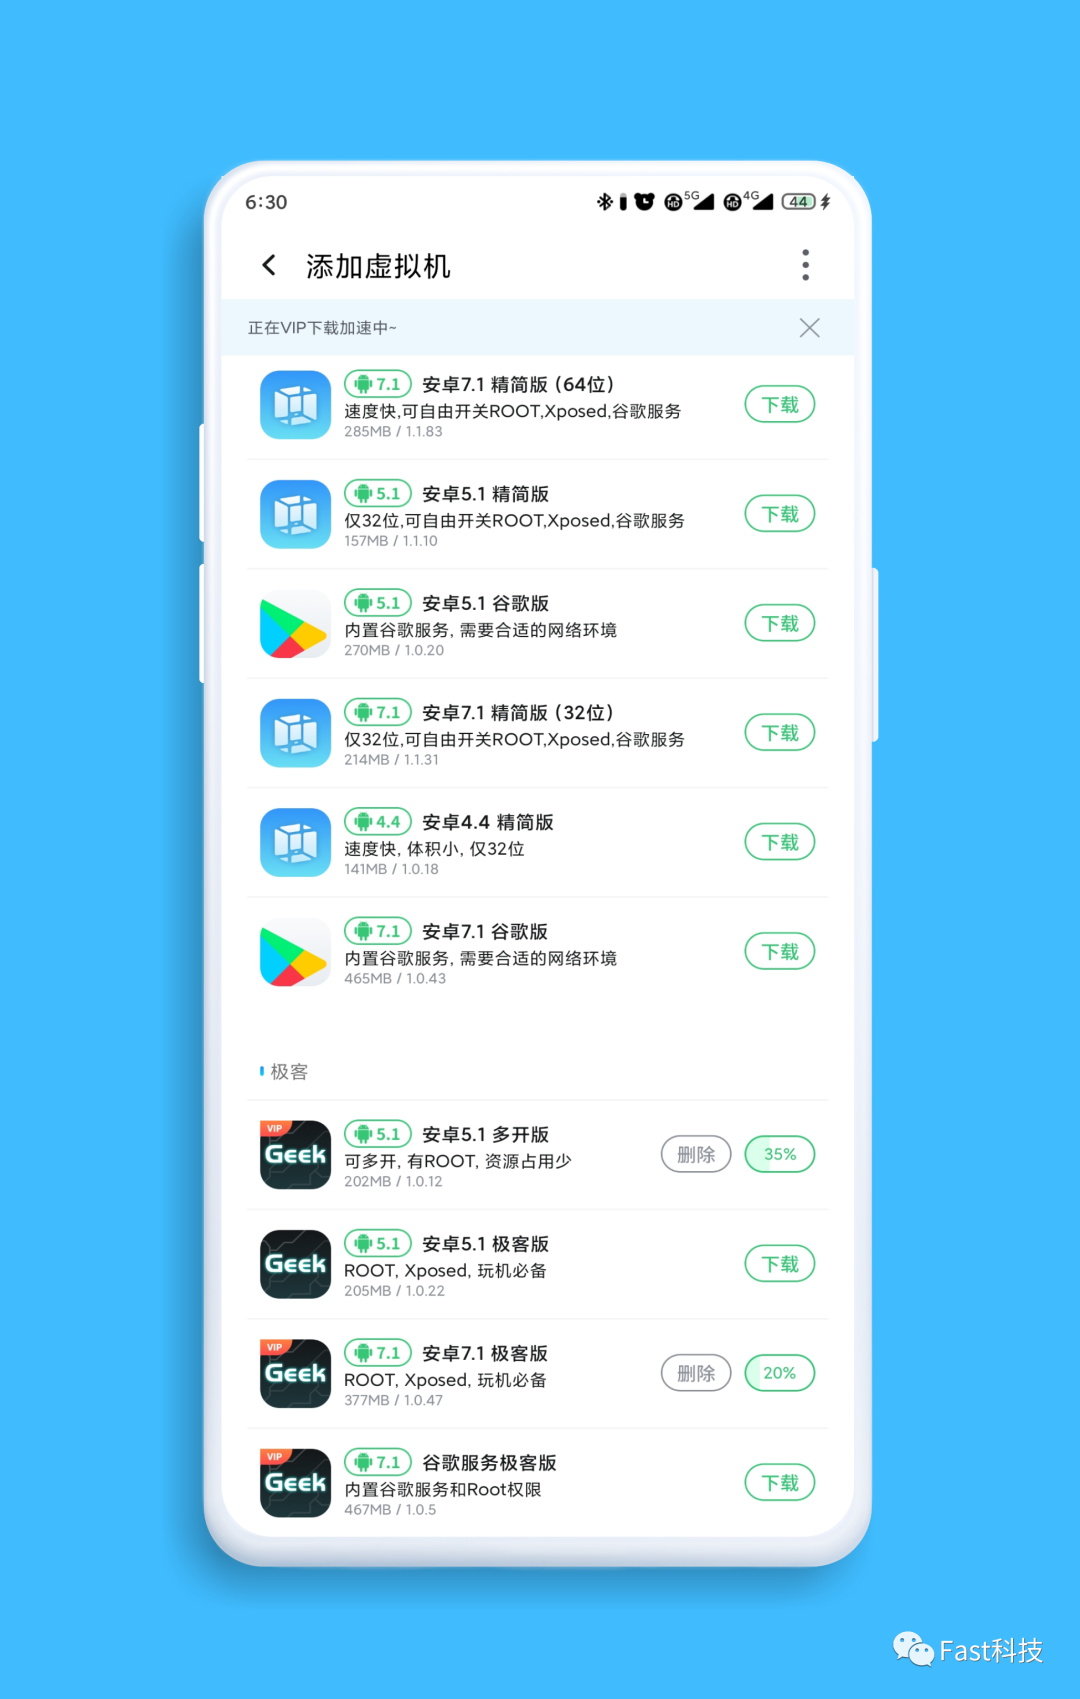 6:30
HD 5G HD 4G 44
添加虚拟机
正在VIP下载加速中~
7.1 安卓7.1 精简版 (64位)
速度快,可自由开关ROOT,Xposed,谷歌服务
285MB / 1.1.83
下载
5.1 安卓5.1 精简版
仅32位,可自由开关ROOT,Xposed,谷歌服务
157MB / 1.1.10
下载
5.1 安卓5.1 谷歌版
内置谷歌服务, 需要合适的网络环境
270MB / 1.0.20
下载
7.1 安卓7.1 精简版 (32位)
仅32位,可自由开关ROOT,Xposed,谷歌服务
214MB / 1.1.31
下载
4.4 安卓4.4 精简版
速度快, 体积小, 仅32位
141MB / 1.0.18
下载
7.1 安卓7.1 谷歌版
内置谷歌服务, 需要合适的网络环境
465MB / 1.0.43
下载
极客
VIP
Geek
5.1 安卓5.1 多开版
可多开, 有ROOT, 资源占用少
202MB / 1.0.12
删除 35%
Geek
5.1 安卓5.1 极客版
ROOT, Xposed, 玩机必备
205MB / 1.0.22
下载
VIP
Geek
7.1 安卓7.1 极客版
ROOT, Xposed, 玩机必备
377MB / 1.0.47
删除 20%
VIP
Geek
7.1 谷歌服务极客版
内置谷歌服务和Root权限
467MB / 1.0.5
下载
Fast科技